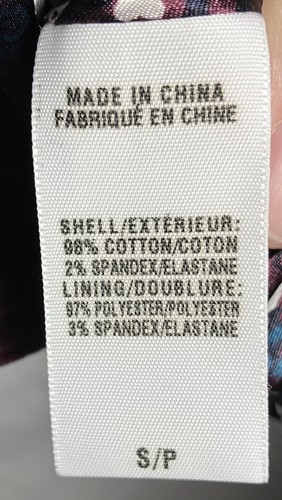 MADE IN CHINA
FABRIQUÉ EN CHINE
SHELL/EXTÉRIEUR:
98% COTTON/COTON
2% SPANDEX/ELASTANE
LINING/DOUBLURE:
97% POLYESTER/POLYESTER
3% SPANDEX/ELASTANE
S/P